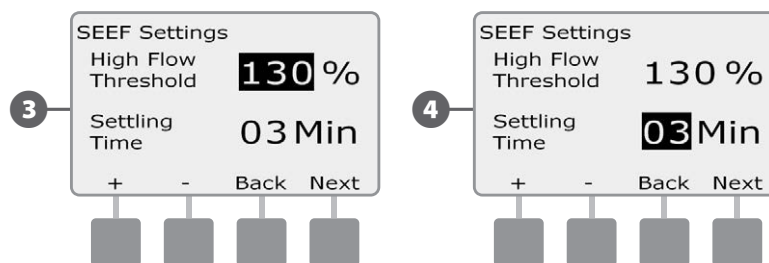 3
SEEF Settings
High Flow
Threshold
130 %
Settling
Time
03 Min
+ - Back Next
4
SEEF Settings
High Flow
Threshold
130 %
Settling
Time
03 Min
+ - Back Next